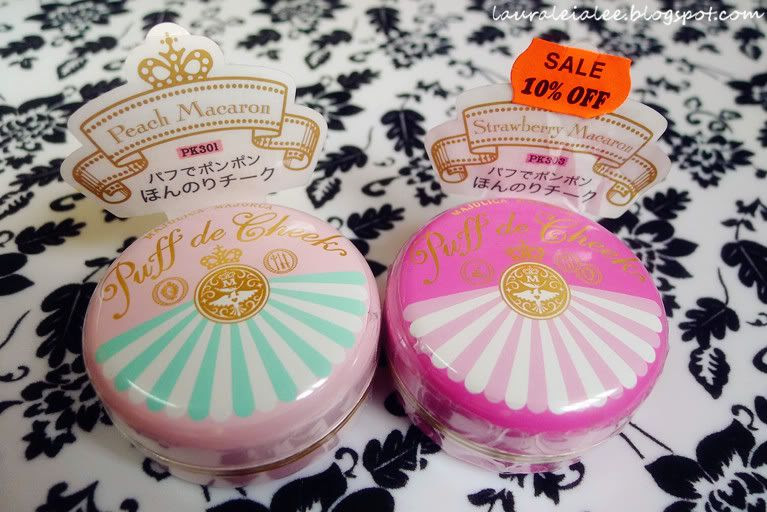 lauraleialee.blogspot.com
Peach Macaron
PK301
パフでポンポン
ほんのりチーク
MAJOLICA MAJORCA
Puff de Cheek
M
SALE
10% OFF
Strawberry Macaron
PK303
パフでポンポン
ほんのりチーク
MAJOLICA
Puff de Cheek
M